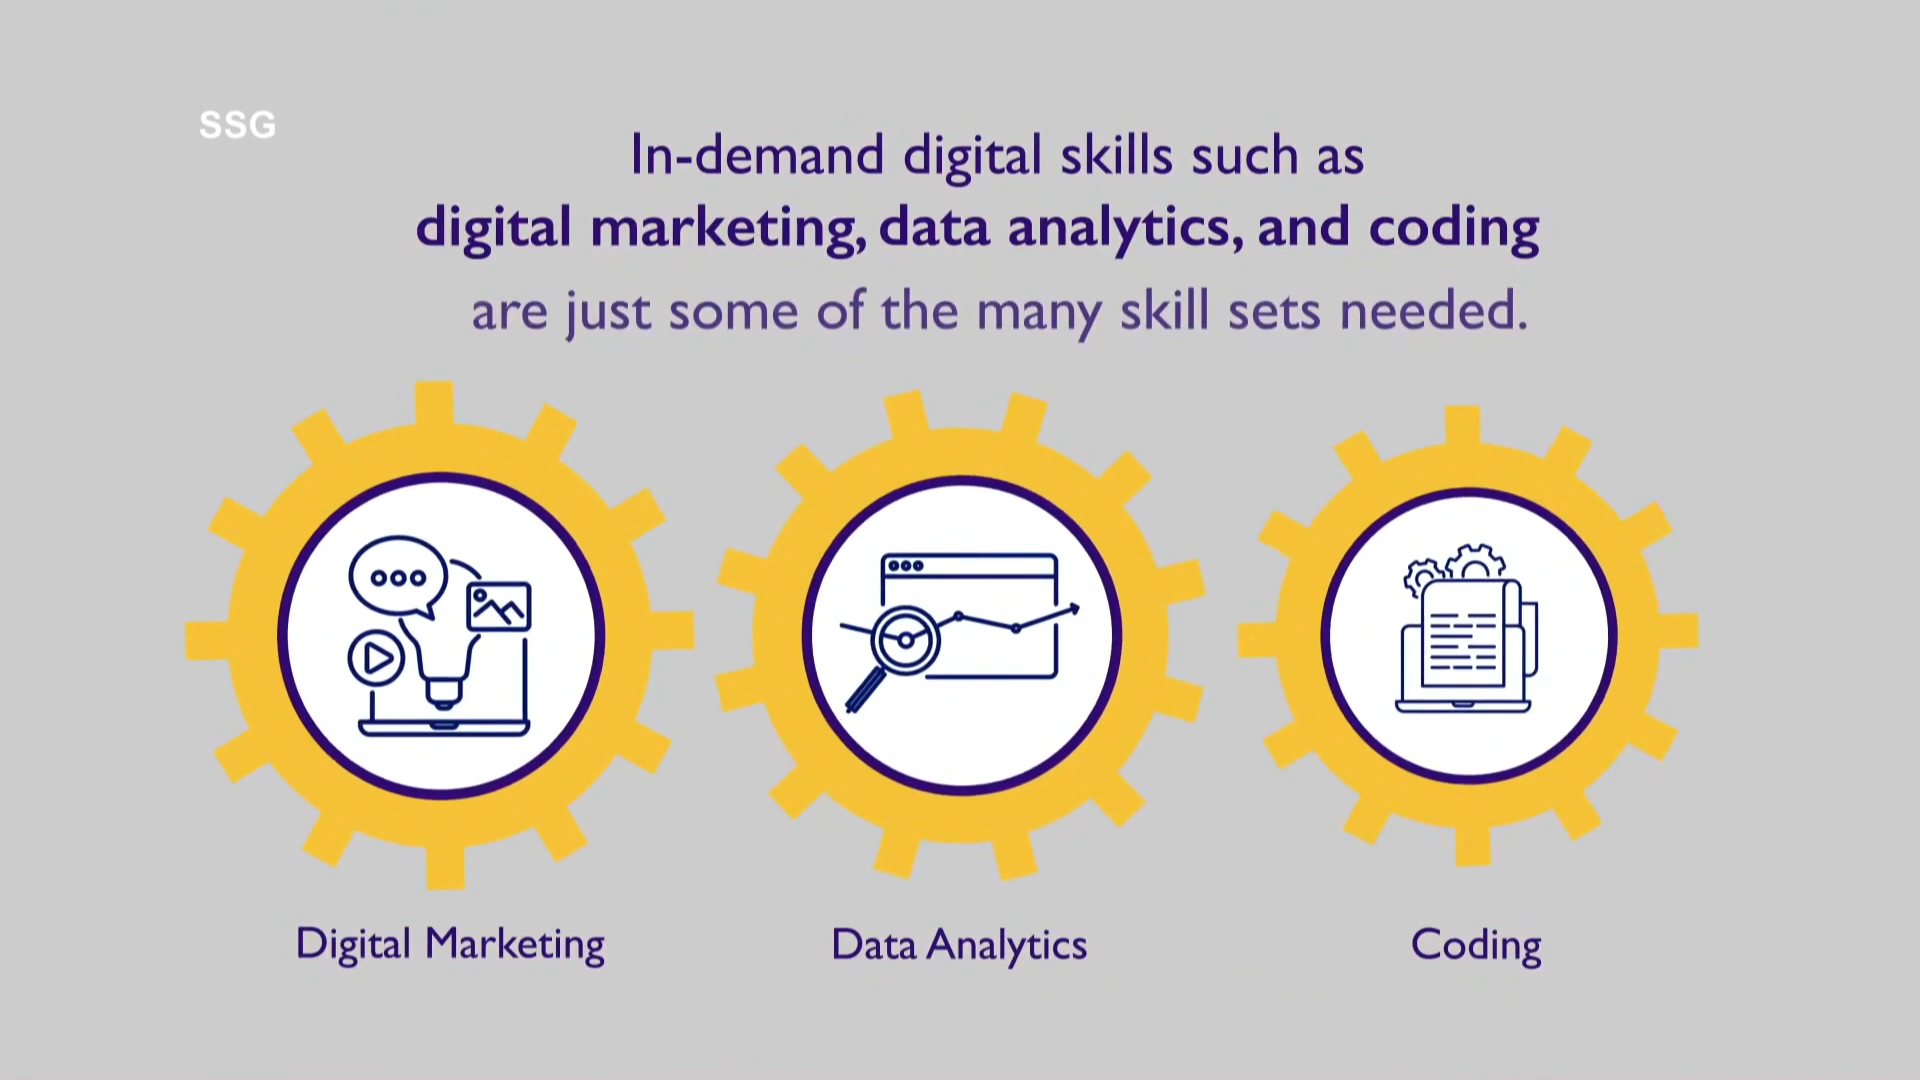 SSG
In-demand digital skills such as
digital marketing, data analytics, and coding
are just some of the many skill sets needed.
Digital Marketing
Data Analytics
Coding